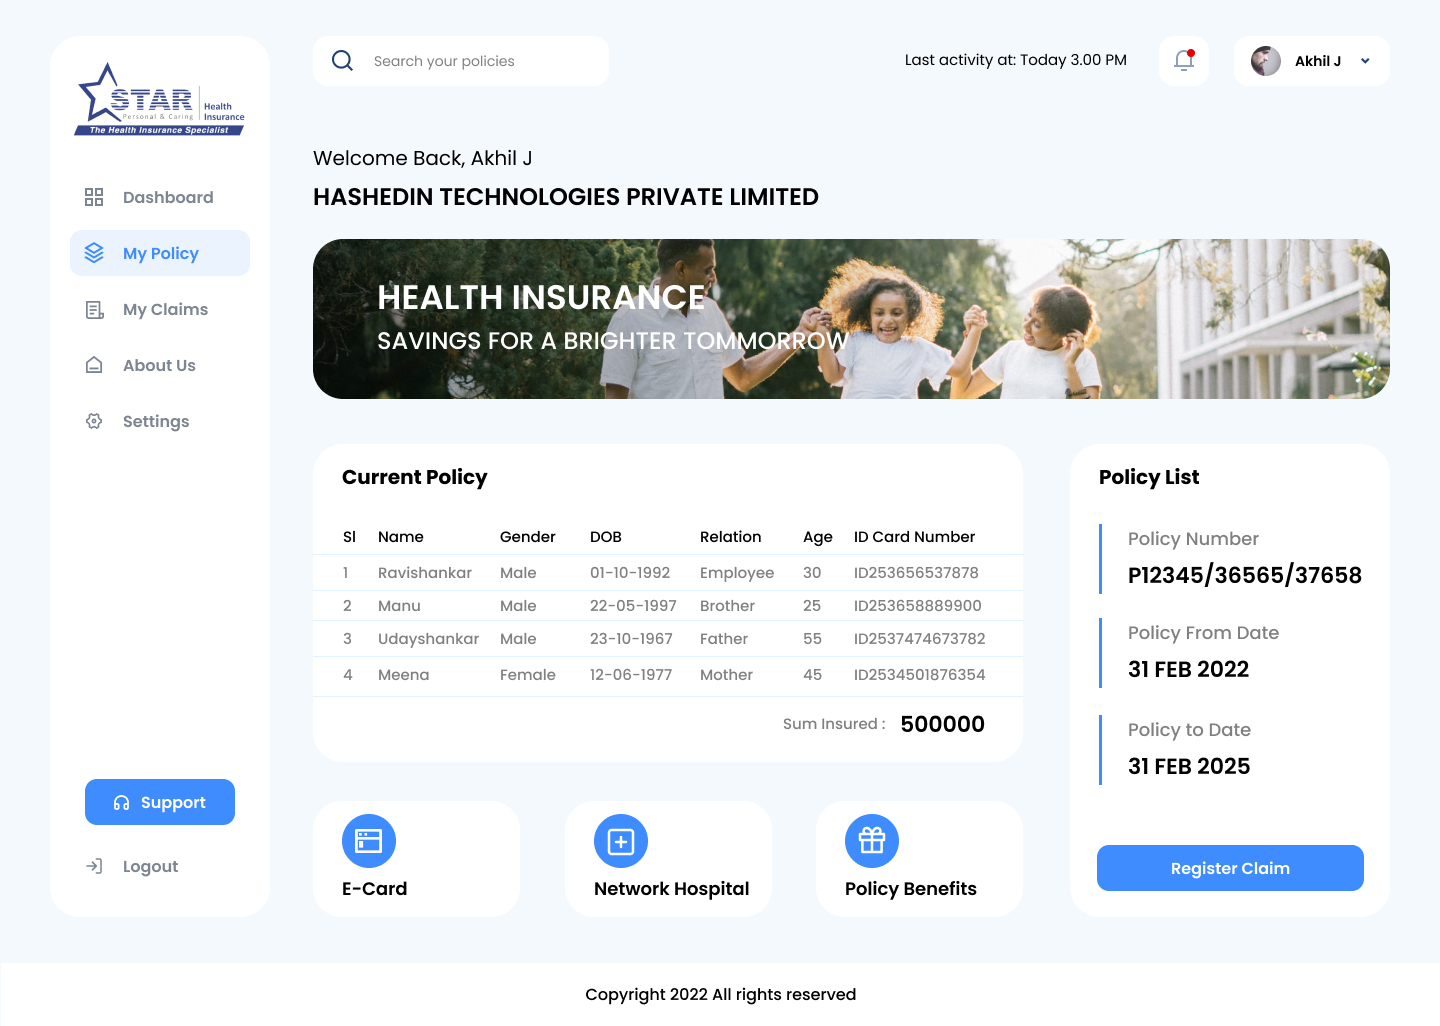 STAR
Health
Insurance
Personal & Caring
The Health Insurance Specialist
Dashboard
My Policy
My Claims
About Us
Settings
Support
Logout
Search your policies
Last activity at: Today 3.00 PM
Akhil J
Welcome Back, Akhil J
HASHEDIN TECHNOLOGIES PRIVATE LIMITED
HEALTH INSURANCE
SAVINGS FOR A BRIGHTER TOMMORROW
Current Policy
Sl Name Gender DOB Relation Age ID Card Number
1 Ravishankar Male 01-10-1992 Employee 30 ID253656537878
2 Manu Male 22-05-1997 Brother 25 ID253658889900
3 Udayshankar Male 23-10-1967 Father 55 ID2537474673782
4 Meena Female 12-06-1977 Mother 45 ID2534501876354
Sum Insured : 500000
E-Card
Network Hospital
Policy Benefits
Policy List
Policy Number
P12345/36565/37658
Policy From Date
31 FEB 2022
Policy to Date
31 FEB 2025
Register Claim
Copyright 2022 All rights reserved